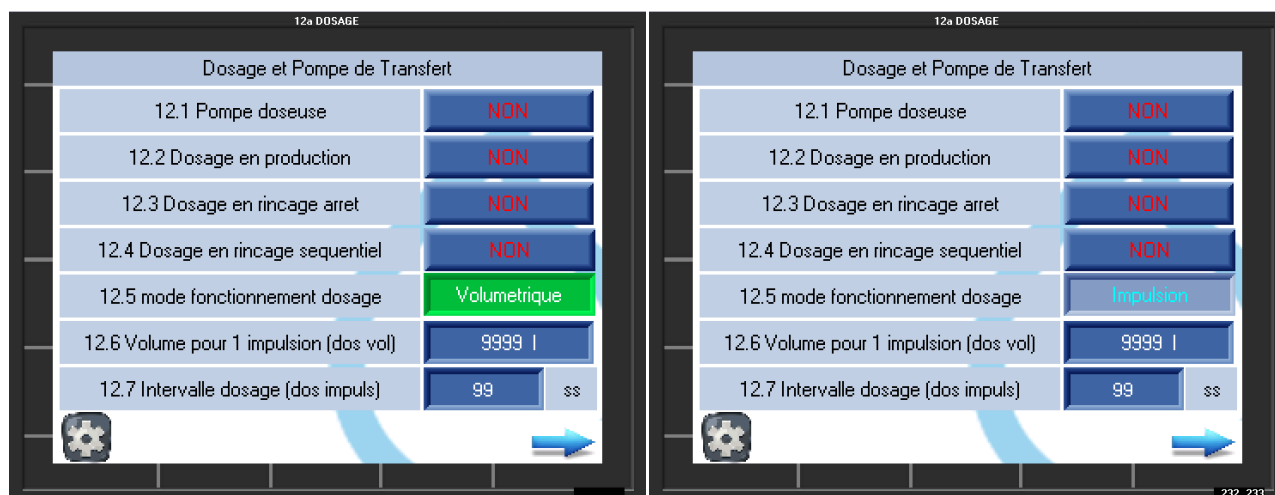 12a DOSAGE
Dosage et Pompe de Transfert
12.1 Pompe doseuse NON
12.2 Dosage en production NON
12.3 Dosage en rincage arret NON
12.4 Dosage en rincage sequentiel NON
12.5 mode fonctionnement dosage Volumetrique
12.6 Volume pour 1 impulsion (dos vol) 9999 l
12.7 Intervalle dosage (dos impuls) 99 ss
12a DOSAGE
Dosage et Pompe de Transfert
12.1 Pompe doseuse NON
12.2 Dosage en production NON
12.3 Dosage en rincage arret NON
12.4 Dosage en rincage sequentiel NON
12.5 mode fonctionnement dosage Impulsion
12.6 Volume pour 1 impulsion (dos vol) 9999 l
12.7 Intervalle dosage (dos impuls) 99 ss
232, 233